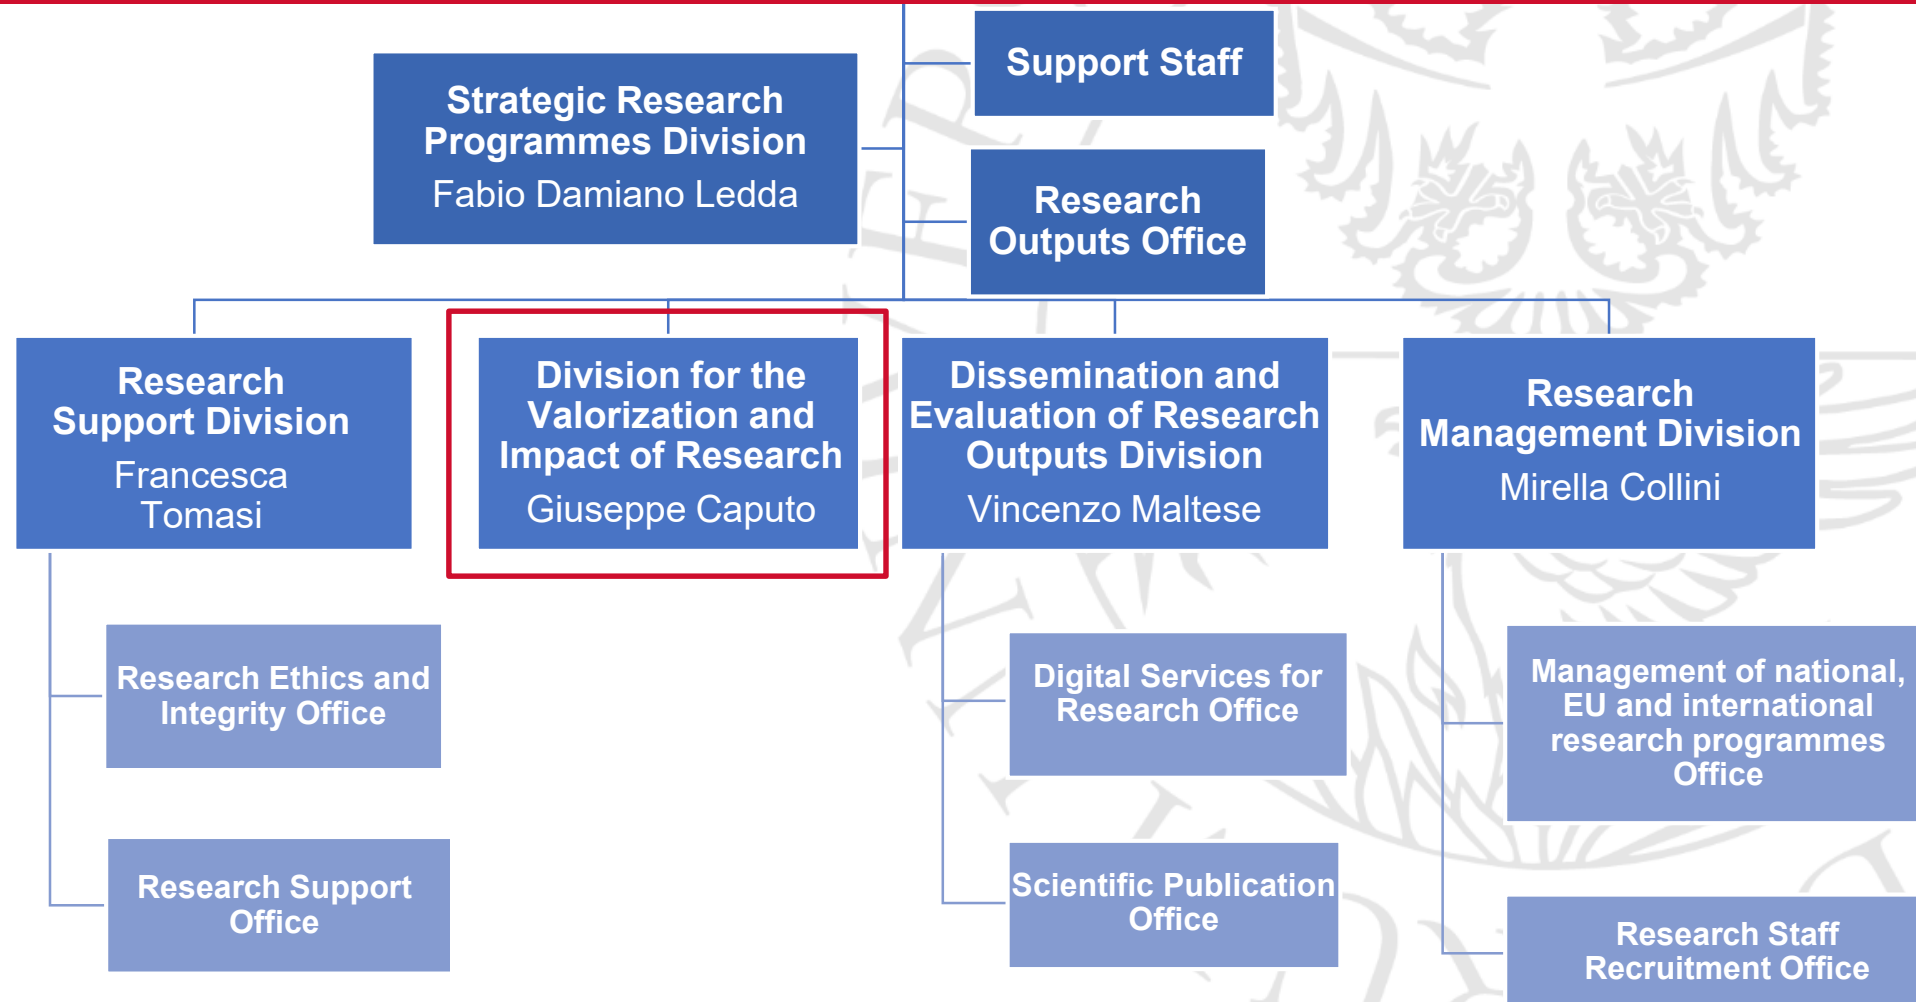 Support Staff
Strategic Research
Programmes Division
Fabio Damiano Ledda
Research
Outputs Office
Research
Support Division
Francesca
Tomasi
Division for the
Valorization and
Impact of Research
Giuseppe Caputo
Dissemination and
Evaluation of Research
Outputs Division
Vincenzo Maltese
Research
Management Division
Mirella Collini
Research Ethics and
Integrity Office
Research Support
Office
Digital Services for
Research Office
Scientific Publication
Office
Management of national,
EU and international
research programmes
Office
Research Staff
Recruitment Office